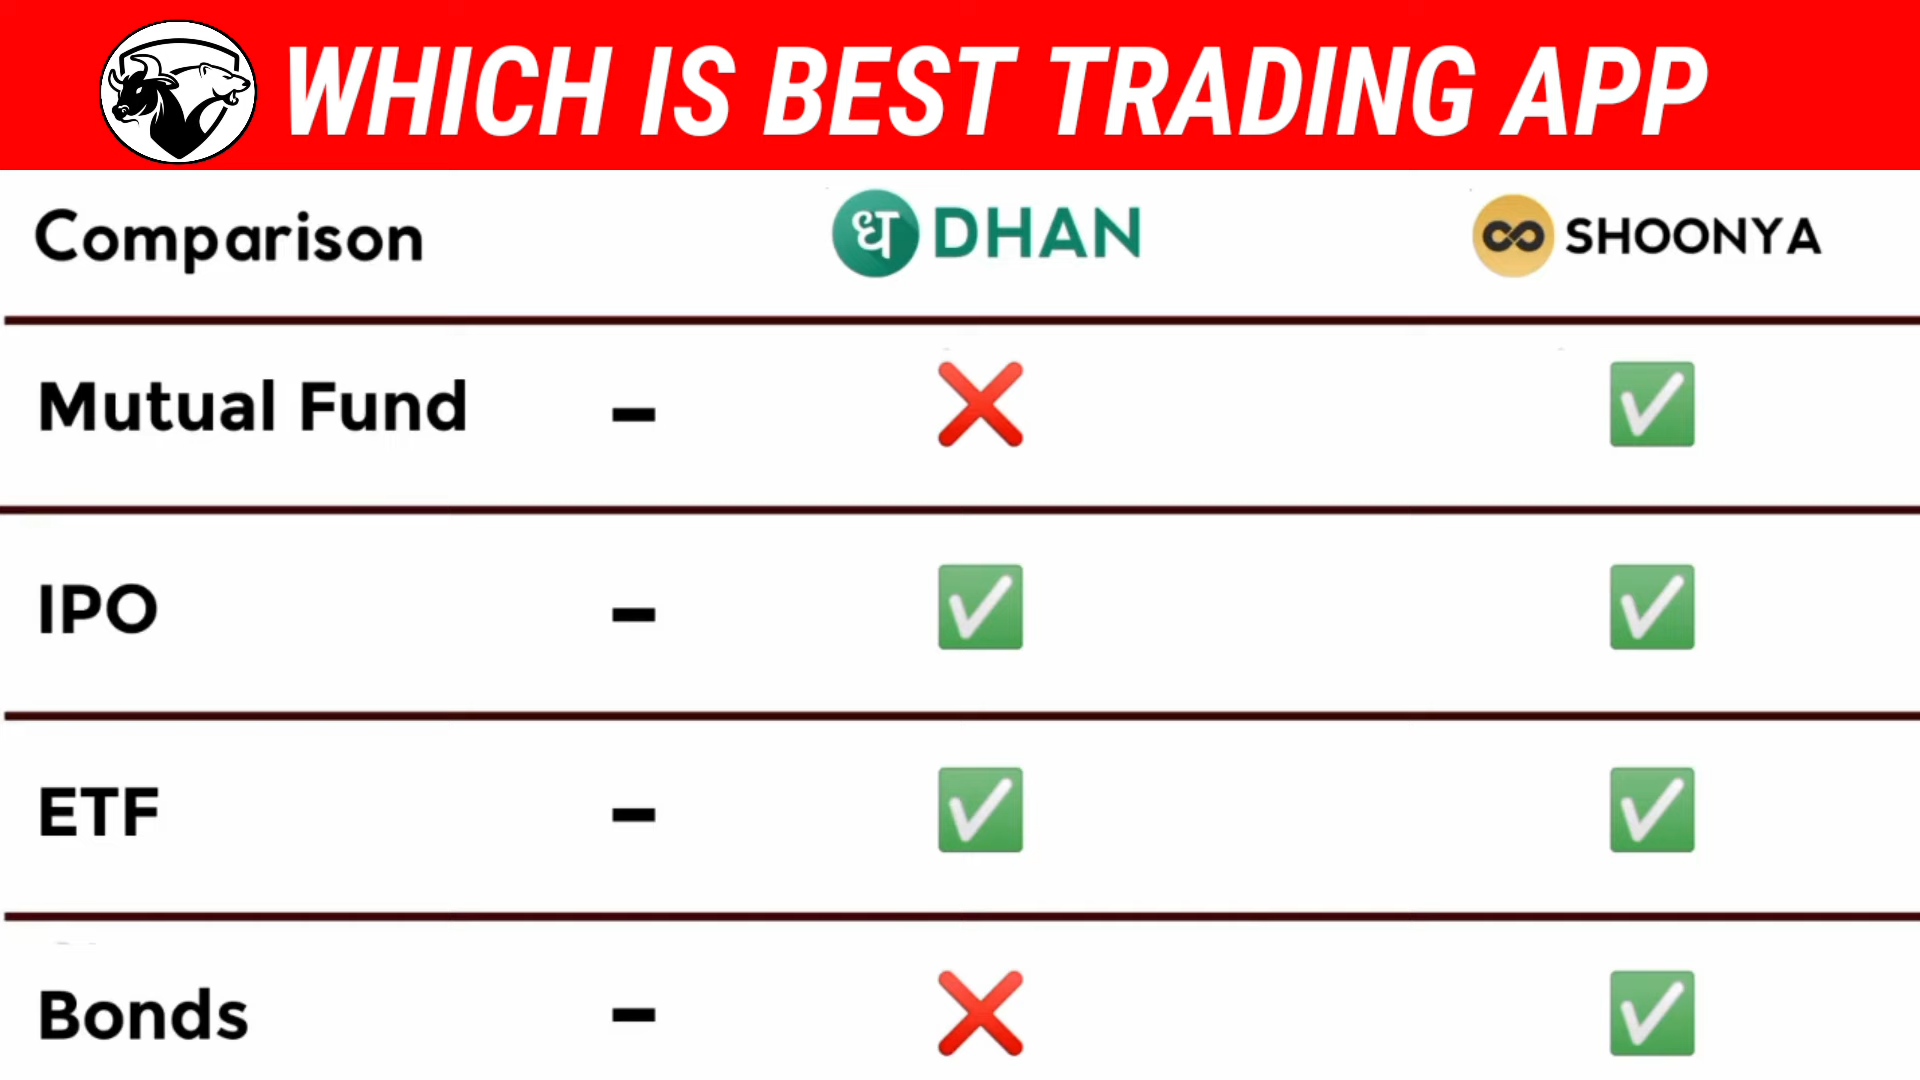 WHICH IS BEST TRADING APP
Comparison ध DHAN SHOONYA
Mutual Fund - ❌ ✅
IPO - ✅ ✅
ETF - ✅ ✅
Bonds - ❌ ✅